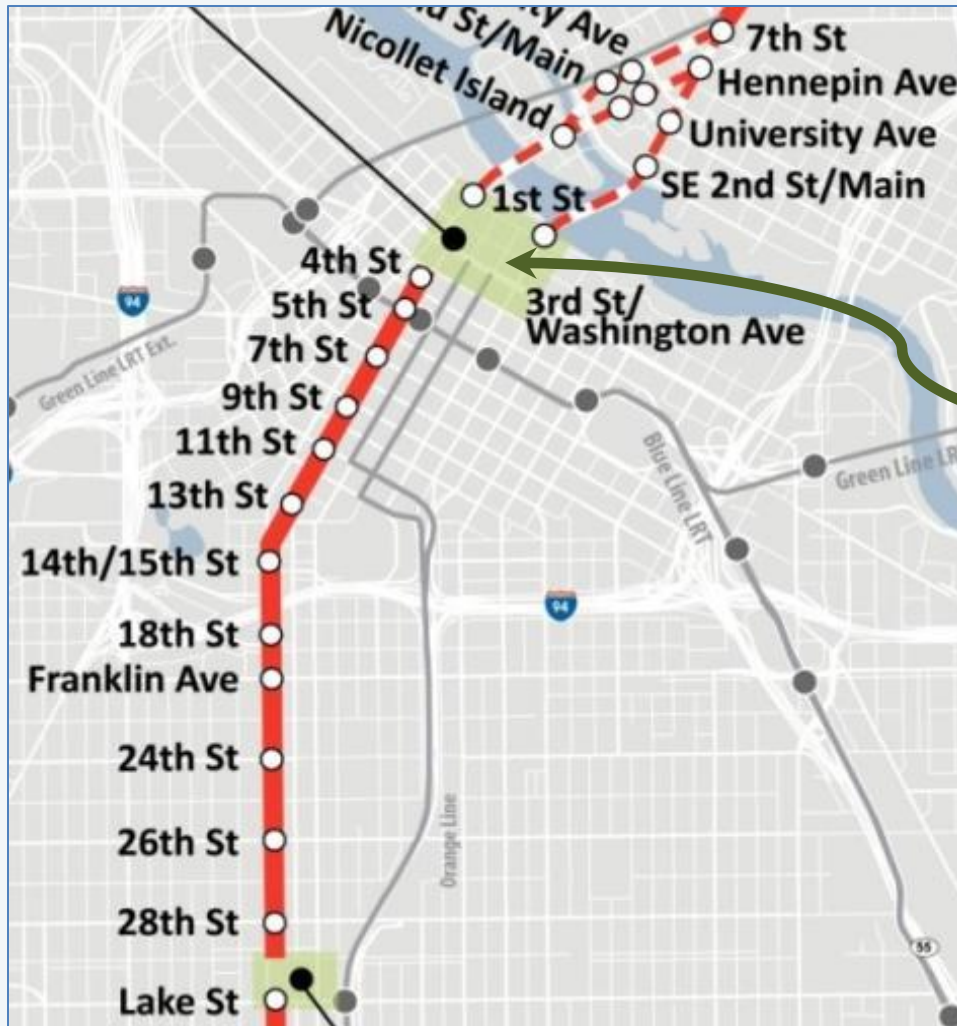 7th St
Hennepin Ave
University Ave
SE 2nd St/Main
St/Main
Ave
Nicollet Island
1st St
4th St
5th St
3rd St/
Washington Ave
7th St
9th St
11th St
13th St
14th/15th St
18th St
Franklin Ave
24th St
26th St
28th St
Lake St
94
94
55
Green Line LRT Ext.
Blue Line LRT
Green Line
Orange Line